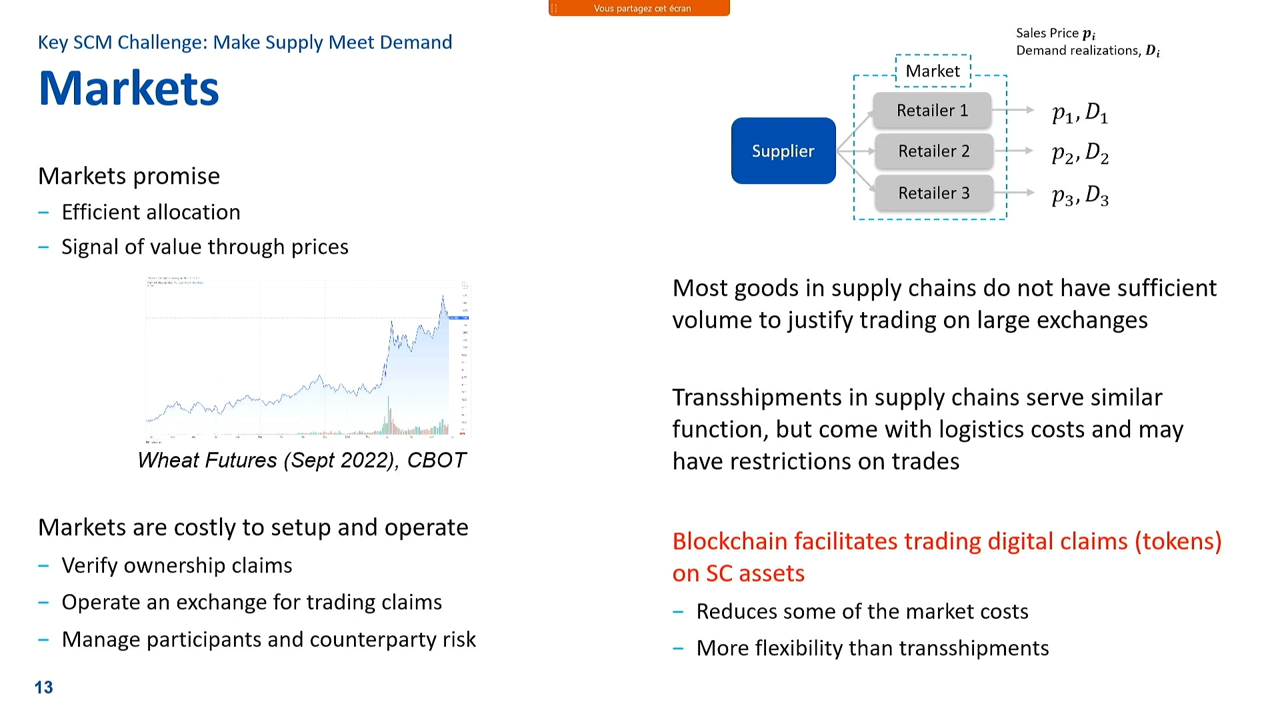 Vous partagez cet écran
Key SCM Challenge: Make Supply Meet Demand
Markets
Markets promise
– Efficient allocation
– Signal of value through prices
Wheat Futures (Sept 2022), CBOT
Markets are costly to setup and operate
– Verify ownership claims
– Operate an exchange for trading claims
– Manage participants and counterparty risk
13
Sales Price pᵢ
Demand realizations, Dᵢ
Market
Supplier
Retailer 1
p₁, D₁
Retailer 2
p₂, D₂
Retailer 3
p₃, D₃
Most goods in supply chains do not have sufficient
volume to justify trading on large exchanges
Transshipments in supply chains serve similar
function, but come with logistics costs and may
have restrictions on trades
Blockchain facilitates trading digital claims (tokens)
on SC assets
– Reduces some of the market costs
– More flexibility than transshipments